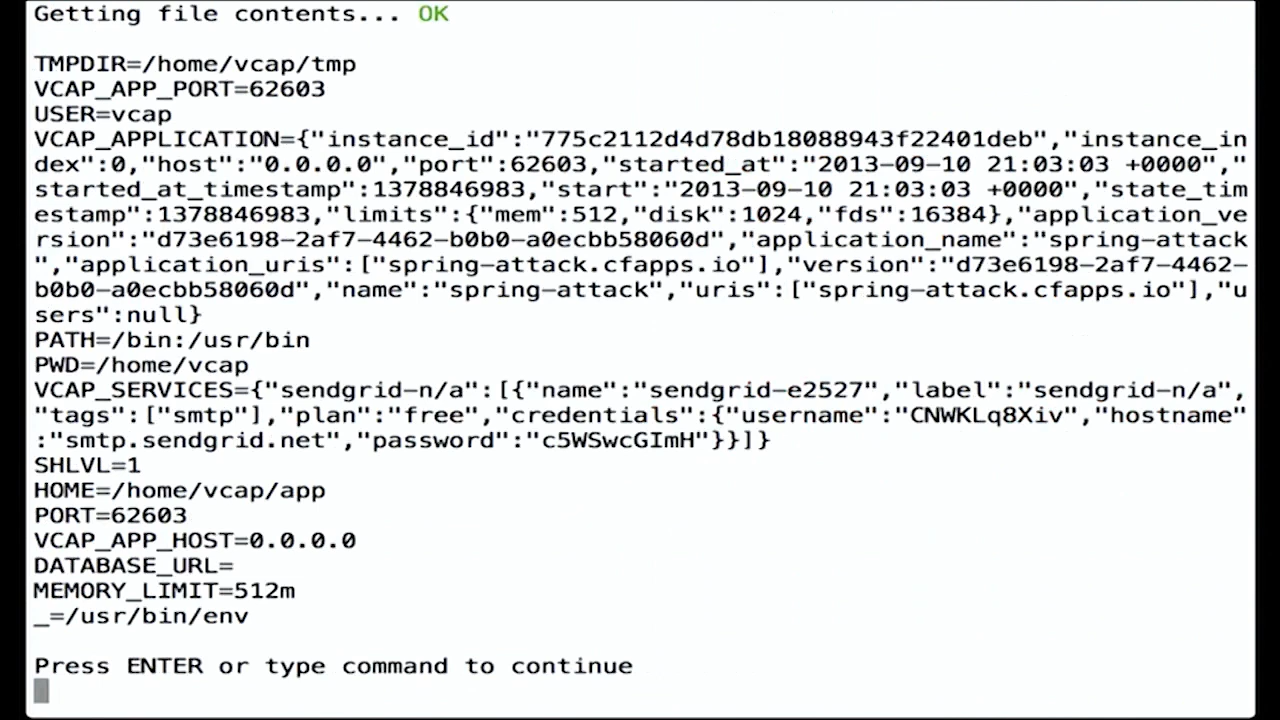 Getting file contents... OK
TMPDIR=/home/vcap/tmp
VCAP_APP_PORT=62603
USER=vcap
VCAP_APPLICATION={"instance_id":"775c2112d4d78db18088943f22401deb","instance_in
dex":0,"host":"0.0.0.0","port":62603,"started_at":"2013-09-10 21:03:03 +0000","
started_at_timestamp":1378846983,"start":"2013-09-10 21:03:03 +0000","state_tim
estamp":1378846983,"limits":{"mem":512,"disk":1024,"fds":16384},"application_ve
rsion":"d73e6198-2af7-4462-b0b0-a0ecbb58060d","application_name":"spring-attack
","application_uris":["spring-attack.cfapps.io"],"version":"d73e6198-2af7-4462-
b0b0-a0ecbb58060d","name":"spring-attack","uris":["spring-attack.cfapps.io"],"u
sers":null}
PATH=/bin:/usr/bin
PWD=/home/vcap
VCAP_SERVICES={"sendgrid-n/a":[{"name":"sendgrid-e2527","label":"sendgrid-n/a",
"tags":["smtp"],"plan":"free","credentials":{"username":"CNWKLq8Xiv","hostname"
:"smtp.sendgrid.net","password":"c5WSwcGImH"}}]}
SHLVL=1
HOME=/home/vcap/app
PORT=62603
VCAP_APP_HOST=0.0.0.0
DATABASE_URL=
MEMORY_LIMIT=512m
_=/usr/bin/env
Press ENTER or type command to continue